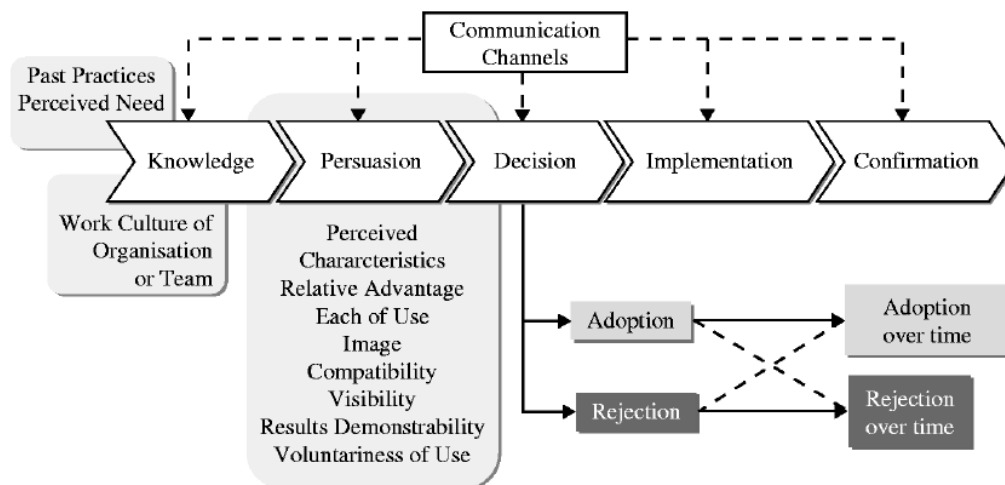 Communication
Channels
Past Practices
Perceived Need
Knowledge
Persuasion
Decision
Implementation
Confirmation
Work Culture of
Organisation
or Team
Perceived
Chararcteristics
Relative Advantage
Each of Use
Image
Compatibility
Visibility
Results Demonstrability
Voluntariness of Use
Adoption
Adoption
over time
Rejection
Rejection
over time